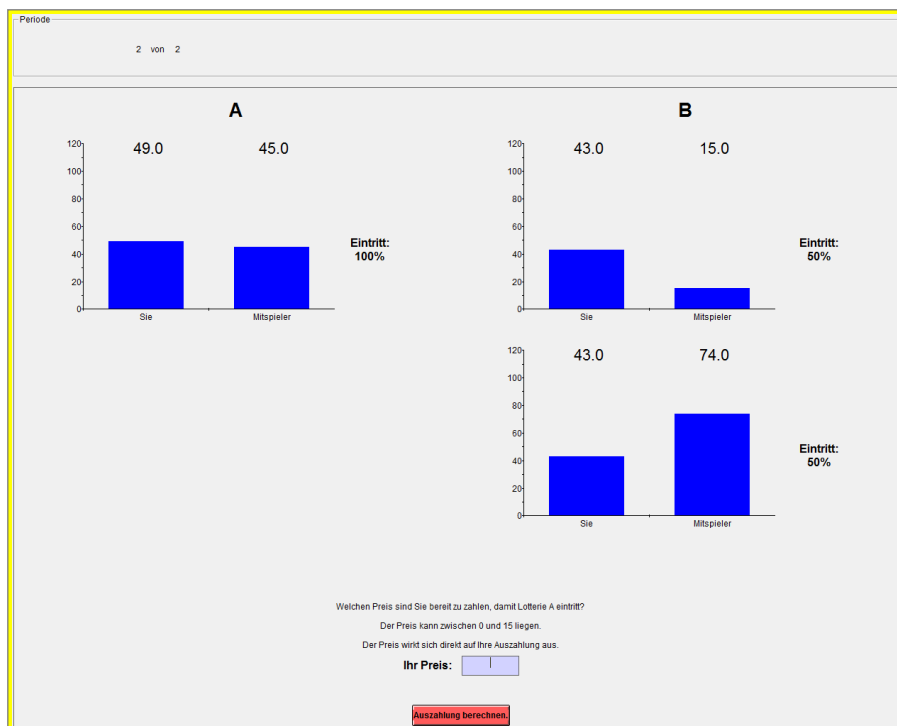 Periode
2 von 2
A
49.0 45.0
120
100
80
60
40
20
0
Sie Mitspieler
Eintritt:
100%
B
43.0 15.0
120
100
80
60
40
20
0
Sie Mitspieler
Eintritt:
50%
43.0 74.0
120
100
80
60
40
20
0
Sie Mitspieler
Eintritt:
50%
Welchen Preis sind Sie bereit zu zahlen, damit Lotterie A eintritt?
Der Preis kann zwischen 0 und 15 liegen.
Der Preis wirkt sich direkt auf Ihre Auszahlung aus.
Ihr Preis:
Auszahlung berechnen.